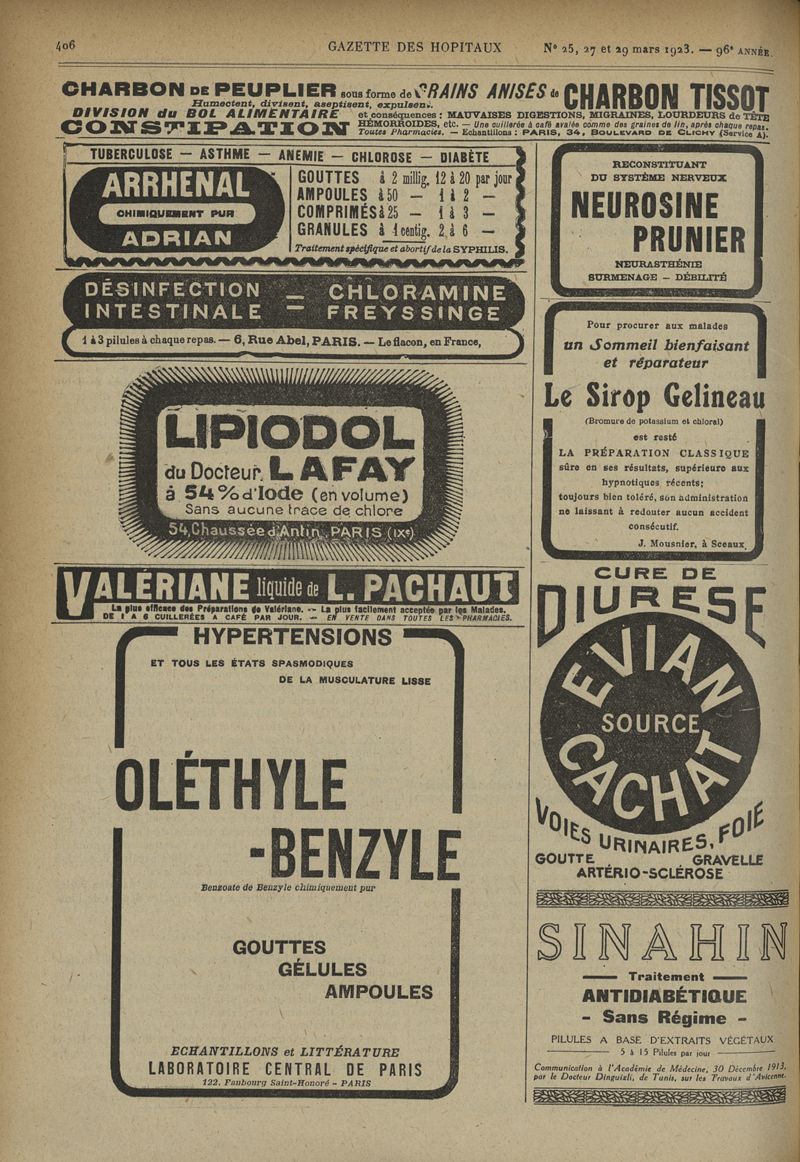 406
GAZETTE DES HOPITAUX
Nº 25, 27 et 29 mars 1923. — 96ᵉ ANNÉE.
CHARBON DE PEUPLIER sous forme de GRAINS ANISÉS de CHARBON TISSOT
Humectent, divisent, aseptisent, expulsent.
DIVISION du BOL ALIMENTAIRE et conséquences : MAUVAISES DIGESTIONS, MIGRAINES, LOURDEURS de TÊTE
CONSTIPATION HÉMORROIDES, etc. — Une cuillerée à café avalée comme des graines de lin, après chaque repas.
Toutes Pharmacies. — Echantillons : PARIS, 34, BOULEVARD DE CLICHY (Service A).
TUBERCULOSE — ASTHME — ANEMIE — CHLOROSE — DIABÈTE
ARRHENAL
CHIMIQUEMENT PUR
ADRIAN
GOUTTES à 2 millig. 12 à 20 par jour
AMPOULES à 50 — 1 à 2 —
COMPRIMÉS à 25 — 1 à 3 —
GRANULES à 1 centig. 2 à 6 —
Traitement spécifique et abortif de la SYPHILIS.
DÉSINFECTION — CHLORAMINE
INTESTINALE — FREYSSINGE
1 à 3 pilules à chaque repas. — 6, Rue Abel, PARIS. — Le flacon, en France,
LIPIODOL
du Docteur LAFAY
à 54 % d'Iode (en volume)
Sans aucune trace de chlore
54, Chaussée d'Antin, PARIS (IXe)
VALÉRIANE liquide de L. PACHAUT
La plus efficace des Préparations de Valériane. -- La plus facilement acceptée par les Malades.
DE 1 A 6 CUILLERÉES A CAFÉ PAR JOUR. — EN VENTE DANS TOUTES LES PHARMACIES.
HYPERTENSIONS
ET TOUS LES ÉTATS SPASMODIQUES
DE LA MUSCULATURE LISSE
OLÉTHYLE
-BENZYLE
Benzoate de Benzyle chimiquement pur
GOUTTES
GÉLULES
AMPOULES
ECHANTILLONS et LITTÉRATURE
LABORATOIRE CENTRAL DE PARIS
122, Faubourg Saint-Honoré - PARIS
RECONSTITUANT
DU SYSTÈME NERVEUX
NEUROSINE
PRUNIER
NEURASTHÉNIE
SURMENAGE - DÉBILITÉ
Pour procurer aux malades
un Sommeil bienfaisant
et réparateur
Le Sirop Gelineau
(Bromure de potassium et chloral)
est resté
LA PRÉPARATION CLASSIQUE
sûre en ses résultats, supérieure aux
hypnotiques récents;
toujours bien toléré, son administration
ne laissant à redouter aucun accident
consécutif.
J. Mousnier, à Sceaux
CURE DE
DIURESE
EVIAN
SOURCE
CACHAT
VOIES URINAIRES, FOIE
GOUTTE GRAVELLE
ARTÉRIO-SCLÉROSE
SINAHIN
Traitement
ANTIDIABÉTIQUE
- Sans Régime -
PILULES A BASE D'EXTRAITS VÉGÉTAUX
5 à 15 Pilules par jour
Communication à l'Académie de Médecine, 30 Décembre 1913,
par le Docteur Dinguizli, de Tunis, sur les Travaux d'Avicenne.